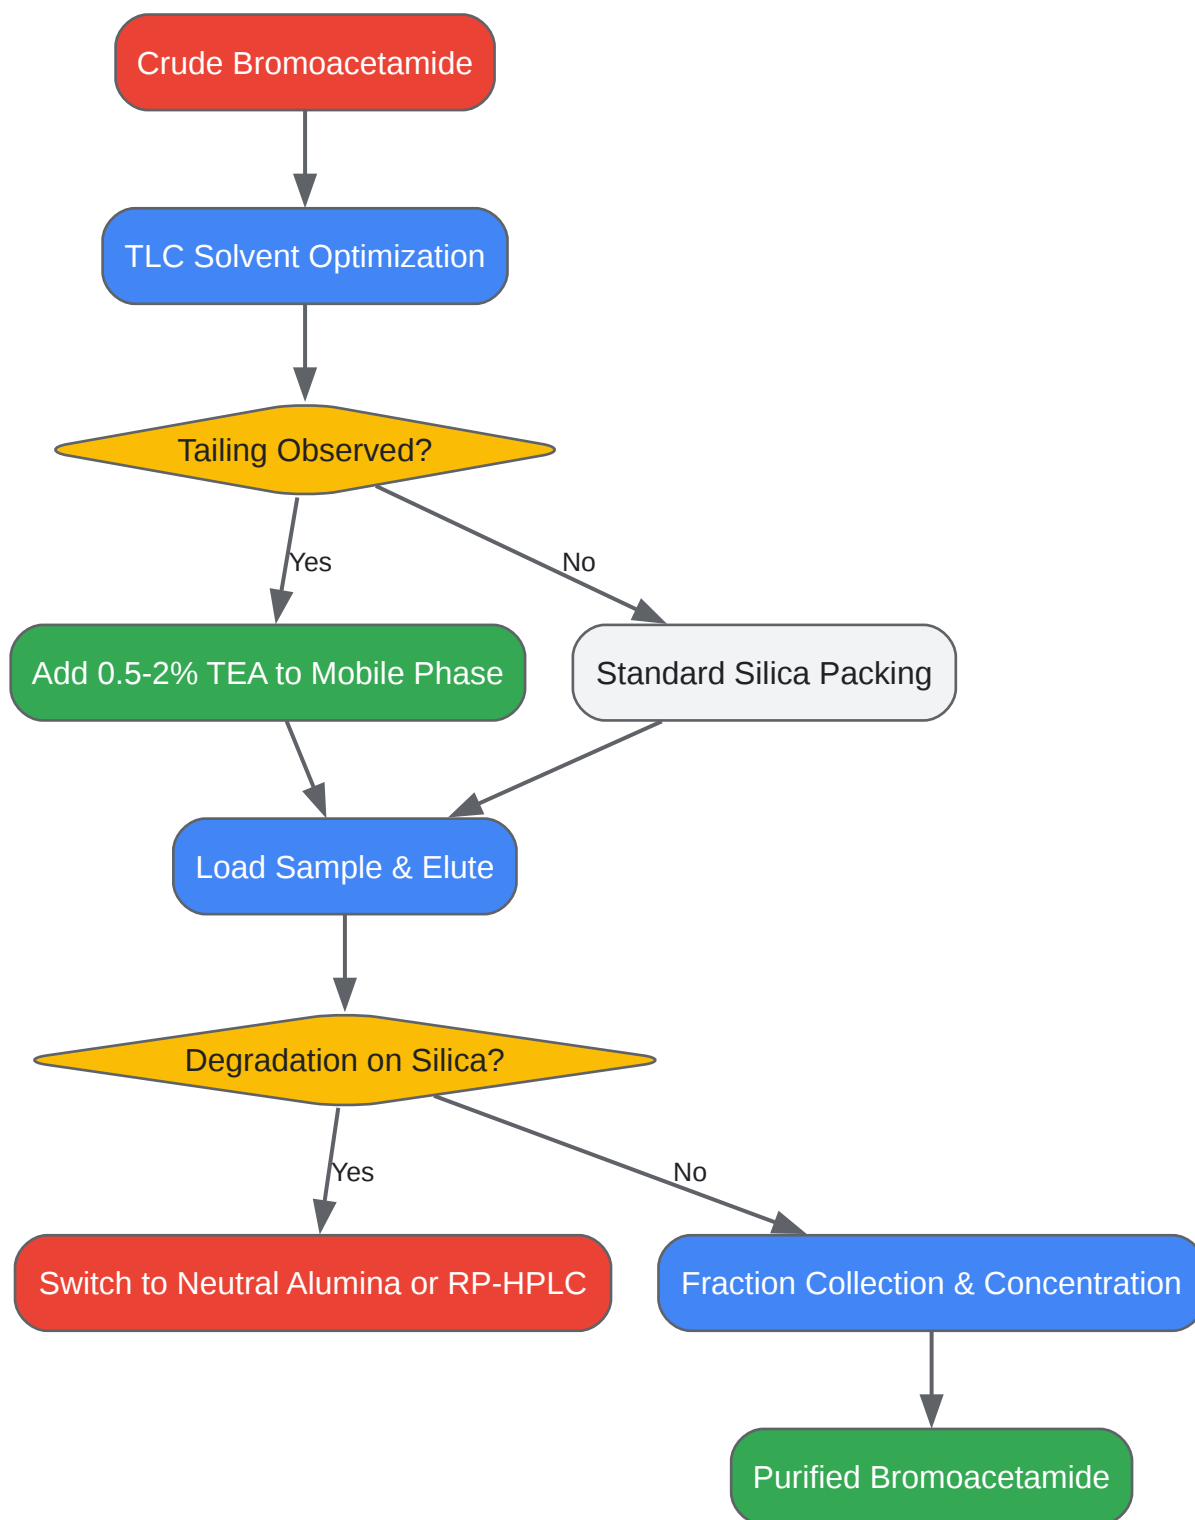 Crude Bromoacetamide
TLC Solvent Optimization
Tailing Observed?
Yes
No
Add 0.5-2% TEA to Mobile Phase
Standard Silica Packing
Load Sample & Elute
Degradation on Silica?
Yes
No
Switch to Neutral Alumina or RP-HPLC
Fraction Collection & Concentration
Purified Bromoacetamide